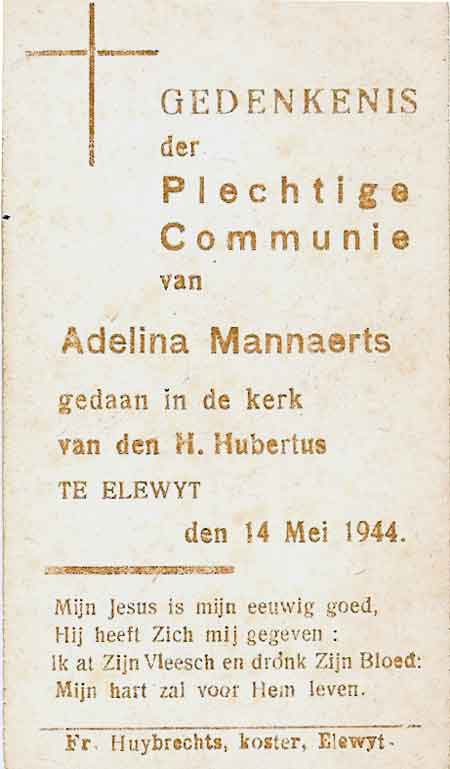 GEDENKENIS
der
Plechtige
Communie
van
Adelina Mannaerts
gedaan in de kerk
van den H. Hubertus
TE ELEWYT
den 14 Mei 1944.
Mijn Jesus is mijn eeuwig goed,
Hij heeft Zich mij gegeven :
Ik at Zijn Vleesch en dronk Zijn Bloed:
Mijn hart zal voor Hem leven.
Fr. Huybrechts, koster, Elewyt.